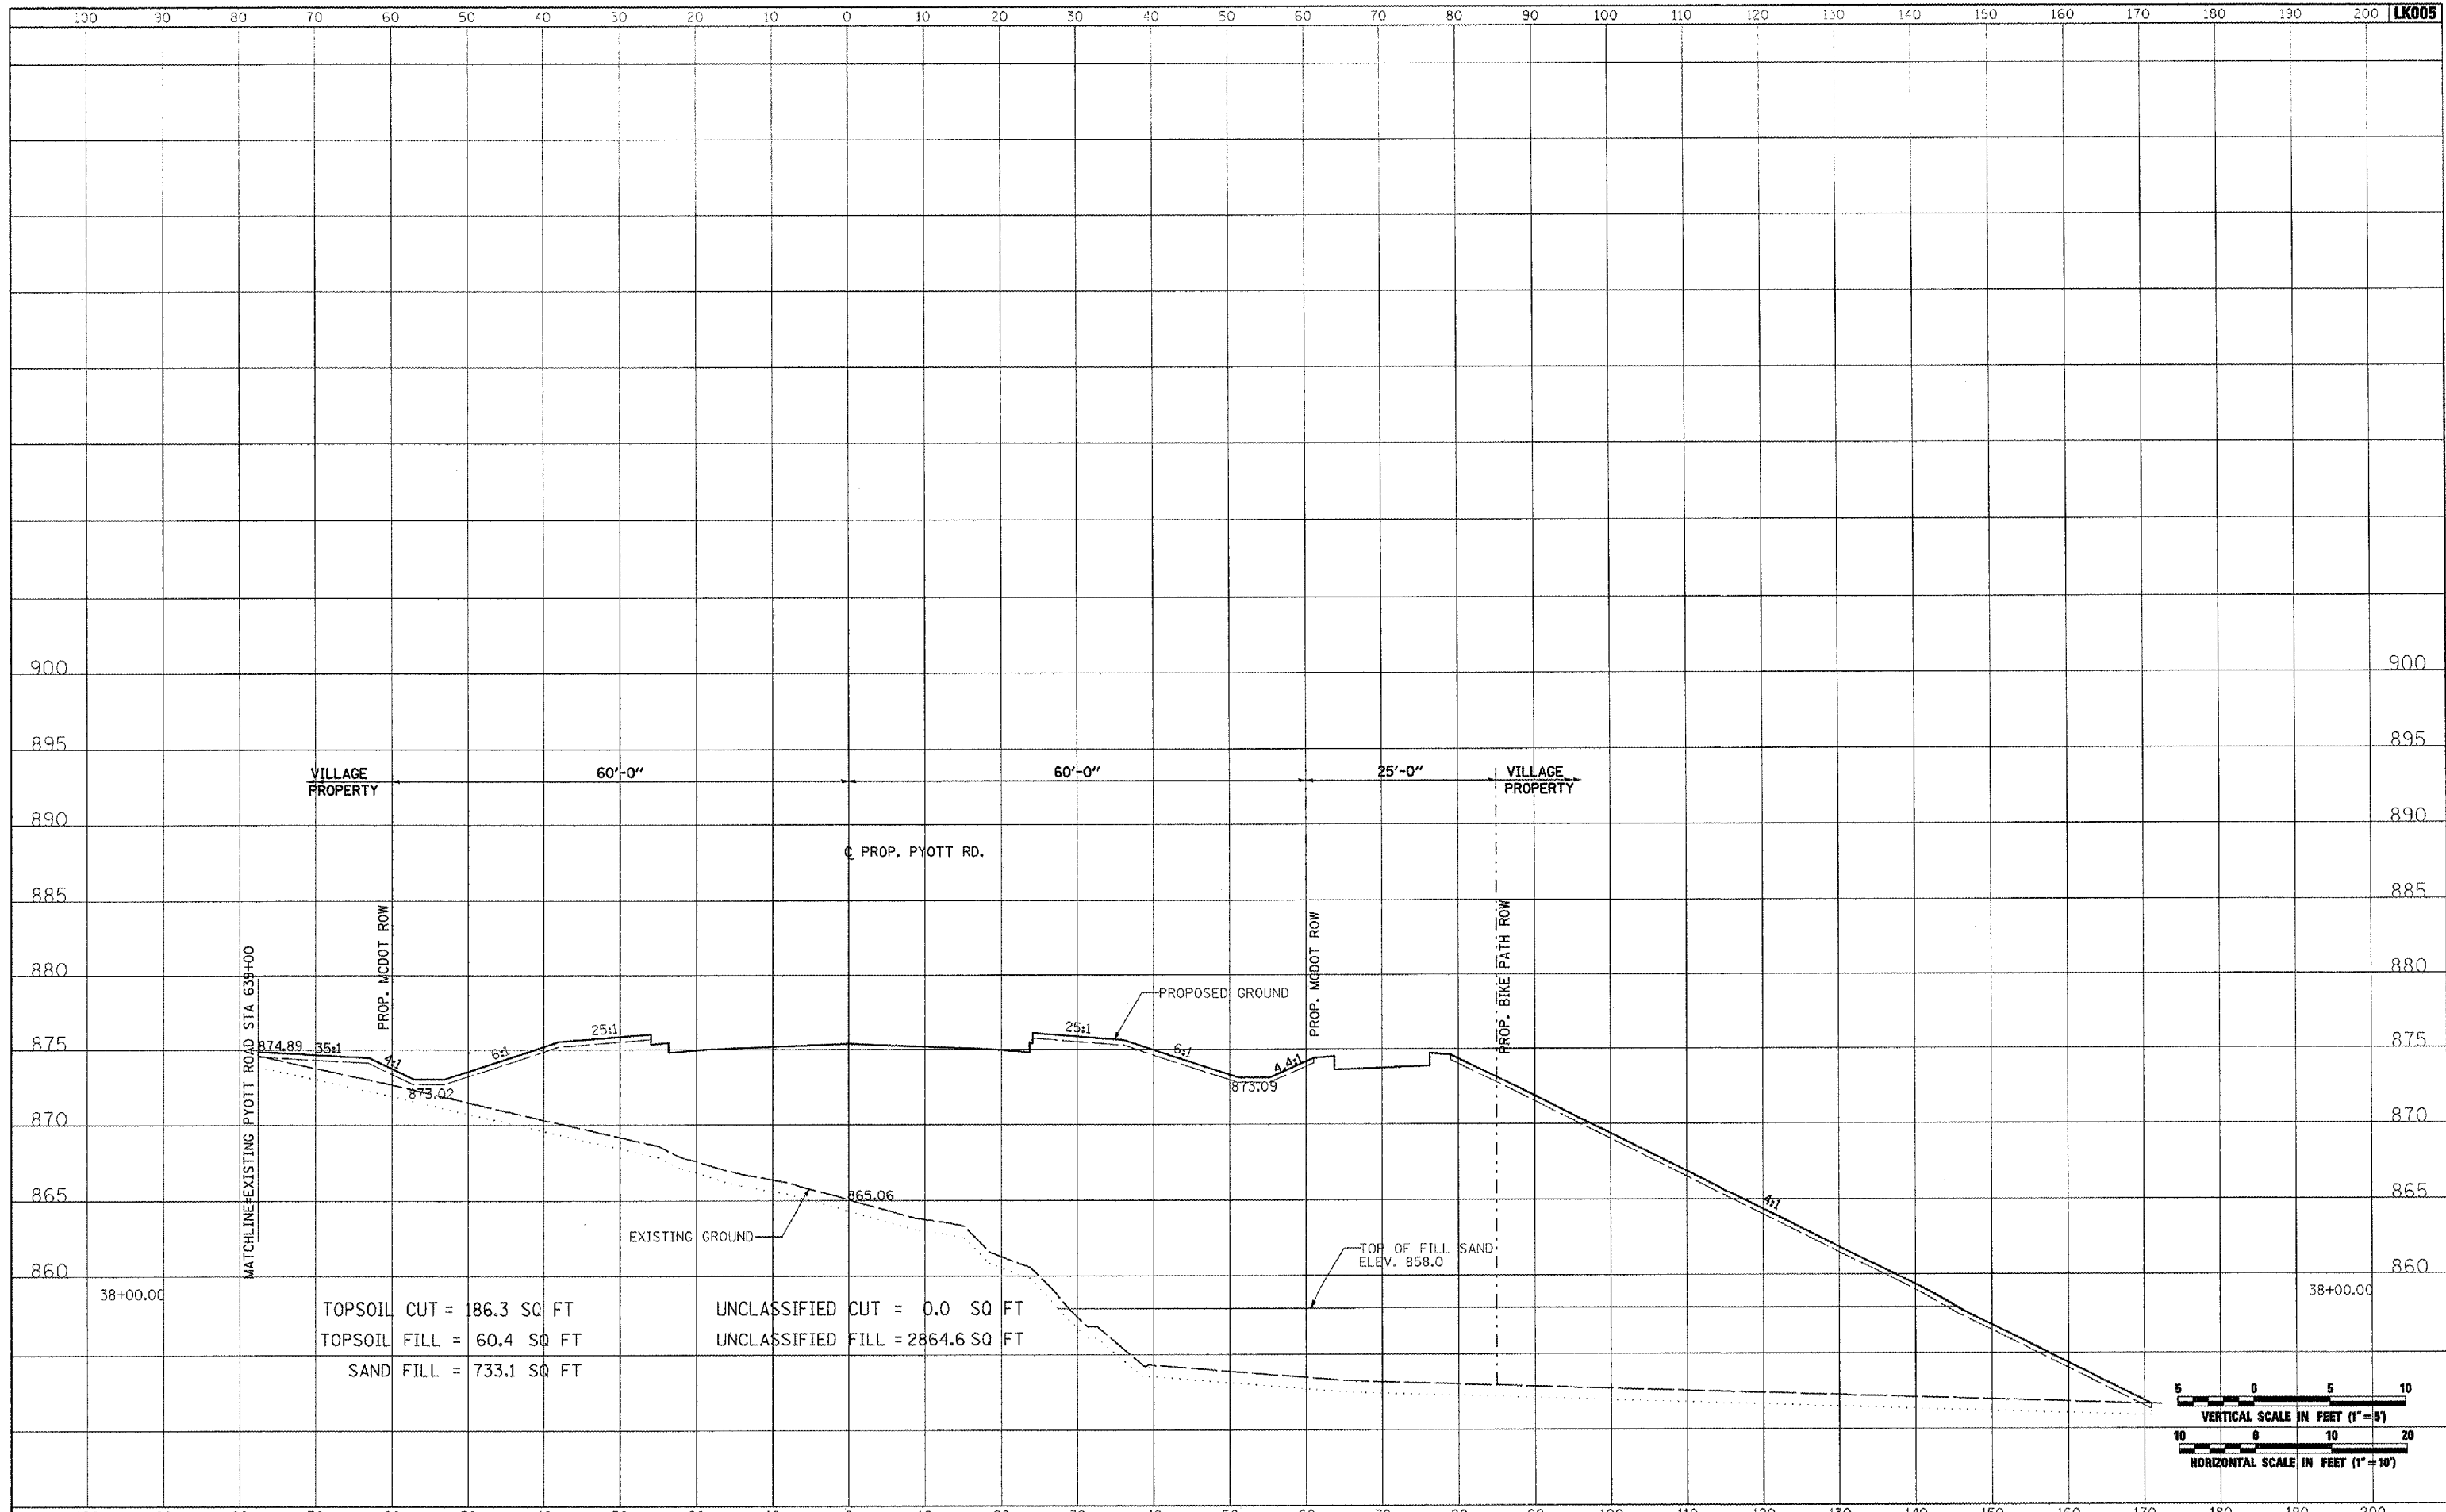 100 90 80 70 60 50 40 30 20 10 0 10 20 30 40 50 60 70 80 90 100 110 120 130 140 150 160 170 180 190 200 LK005
900 900
895 895
VILLAGE PROPERTY 60'-0" 60'-0" 25'-0" VILLAGE PROPERTY
890 890
℄ PROP. PYOTT RD.
885 885
PROP. MCDOT ROW
PROP. MCDOT ROW
PROP. BIKE PATH ROW
MATCHLINE=EXISTING PYOTT ROAD STA 639+00
880 880
PROPOSED GROUND
875 874.89 35:1 4:1 6:1 25:1 25:1 6:1 4.4:1 875
873.02 873.09
870 870
865 865.06 4:1 865
EXISTING GROUND
TOP OF FILL SAND
ELEV. 858.0
860 860
38+00.00 38+00.00
TOPSOIL CUT = 186.3 SQ FT UNCLASSIFIED CUT = 0.0 SQ FT
TOPSOIL FILL = 60.4 SQ FT UNCLASSIFIED FILL = 2864.6 SQ FT
SAND FILL = 733.1 SQ FT
5 0 5 10
VERTICAL SCALE IN FEET (1"=5')
10 0 10 20
HORIZONTAL SCALE IN FEET (1"=10')